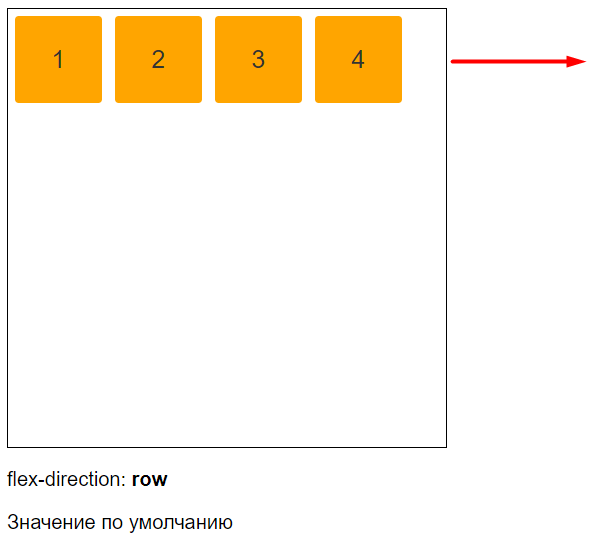 1 2 3 4
flex-direction: row
Значение по умолчанию